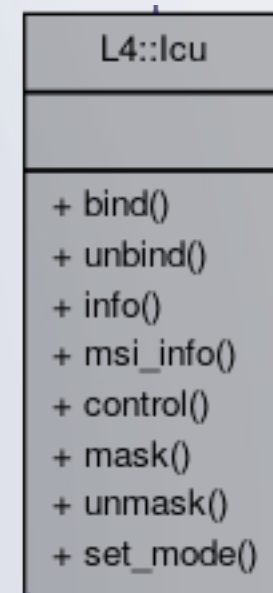 L4::Icu
+ bind()
+ unbind()
+ info()
+ msi_info()
+ control()
+ mask()
+ unmask()
+ set_mode()